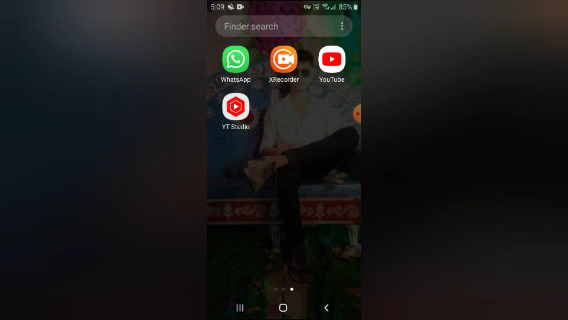 5:09
85%
Finder search
WhatsApp
XRecorder
YouTube
YT Studio